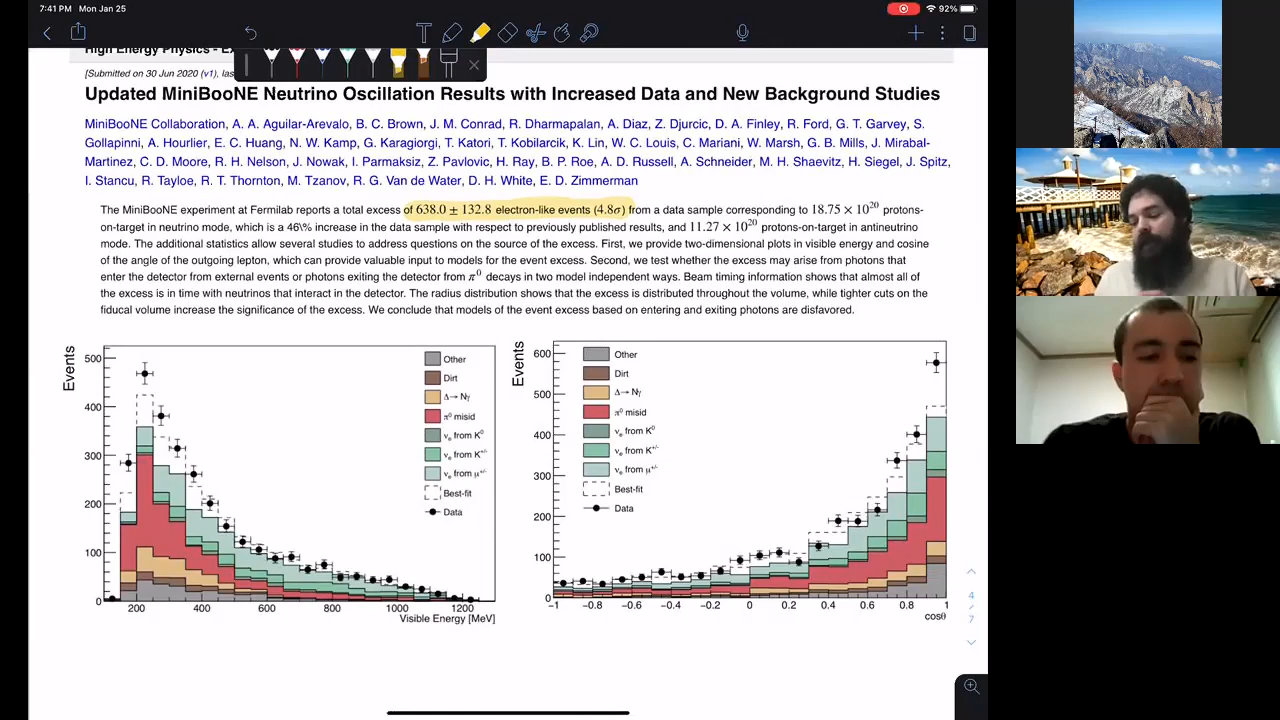 7:41 PM Mon Jan 25
92%
High Energy Physics - Ex
[Submitted on 30 Jun 2020 (v1), las
Updated MiniBooNE Neutrino Oscillation Results with Increased Data and New Background Studies
MiniBooNE Collaboration, A. A. Aguilar-Arevalo, B. C. Brown, J. M. Conrad, R. Dharmapalan, A. Diaz, Z. Djurcic, D. A. Finley, R. Ford, G. T. Garvey, S.
Gollapinni, A. Hourlier, E. C. Huang, N. W. Kamp, G. Karagiorgi, T. Katori, T. Kobilarcik, K. Lin, W. C. Louis, C. Mariani, W. Marsh, G. B. Mills, J. Mirabal-
Martinez, C. D. Moore, R. H. Nelson, J. Nowak, I. Parmaksiz, Z. Pavlovic, H. Ray, B. P. Roe, A. D. Russell, A. Schneider, M. H. Shaevitz, H. Siegel, J. Spitz,
I. Stancu, R. Tayloe, R. T. Thornton, M. Tzanov, R. G. Van de Water, D. H. White, E. D. Zimmerman
The MiniBooNE experiment at Fermilab reports a total excess of 638.0 ± 132.8 electron-like events (4.8σ) from a data sample corresponding to 18.75 × 10²⁰ protons-
on-target in neutrino mode, which is a 46\% increase in the data sample with respect to previously published results, and 11.27 × 10²⁰ protons-on-target in antineutrino
mode. The additional statistics allow several studies to address questions on the source of the excess. First, we provide two-dimensional plots in visible energy and cosine
of the angle of the outgoing lepton, which can provide valuable input to models for the event excess. Second, we test whether the excess may arise from photons that
enter the detector from external events or photons exiting the detector from π⁰ decays in two model independent ways. Beam timing information shows that almost all of
the excess is in time with neutrinos that interact in the detector. The radius distribution shows that the excess is distributed throughout the volume, while tighter cuts on the
fiducial volume increase the significance of the excess. We conclude that models of the event excess based on entering and exiting photons are disfavored.
Events
500
400
300
200
100
0
200 400 600 800 1000 1200
Visible Energy [MeV]
Other
Dirt
Δ→Nγ
π⁰ misid
νₑ from K⁰
νₑ from K⁺/⁻
νₑ from μ⁺/⁻
Best-fit
Data
Events
600
500
400
300
200
100
0
-1 -0.8 -0.6 -0.4 -0.2 0 0.2 0.4 0.6 0.8 1
cosθ
Other
Dirt
Δ→Nγ
π⁰ misid
νₑ from K⁰
νₑ from K⁺/⁻
νₑ from μ⁺/⁻
Best-fit
Data
4
/
7